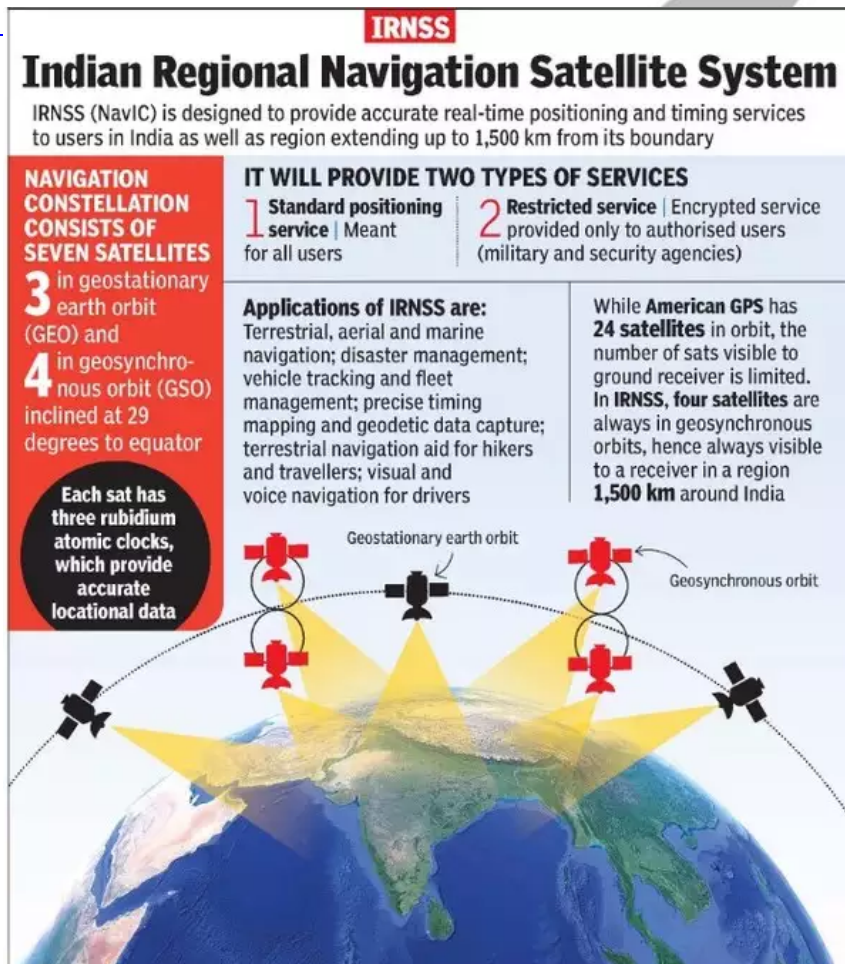 IRNSS
Indian Regional Navigation Satellite System
IRNSS (NavIC) is designed to provide accurate real-time positioning and timing services
to users in India as well as region extending up to 1,500 km from its boundary
NAVIGATION
CONSTELLATION
CONSISTS OF
SEVEN SATELLITES
3 in geostationary
earth orbit
(GEO) and
4 in geosynchro-
nous orbit (GSO)
inclined at 29
degrees to equator
Each sat has
three rubidium
atomic clocks,
which provide
accurate
locational data
IT WILL PROVIDE TWO TYPES OF SERVICES
1 Standard positioning
service | Meant
for all users
2 Restricted service | Encrypted service
provided only to authorised users
(military and security agencies)
Applications of IRNSS are:
Terrestrial, aerial and marine
navigation; disaster management;
vehicle tracking and fleet
management; precise timing
mapping and geodetic data capture;
terrestrial navigation aid for hikers
and travellers; visual and
voice navigation for drivers
While American GPS has
24 satellites in orbit, the
number of sats visible to
ground receiver is limited.
In IRNSS, four satellites are
always in geosynchronous
orbits, hence always visible
to a receiver in a region
1,500 km around India
Geostationary earth orbit
Geosynchronous orbit